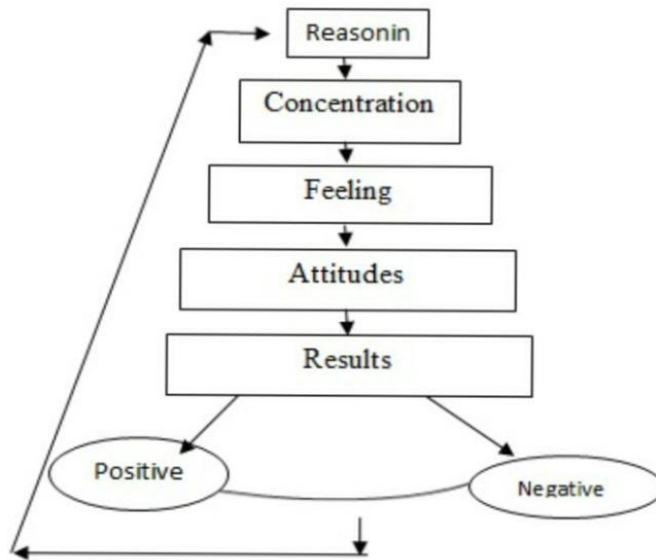 Reasonin
Concentration
Feeling
Attitudes
Results
Positive
Negative